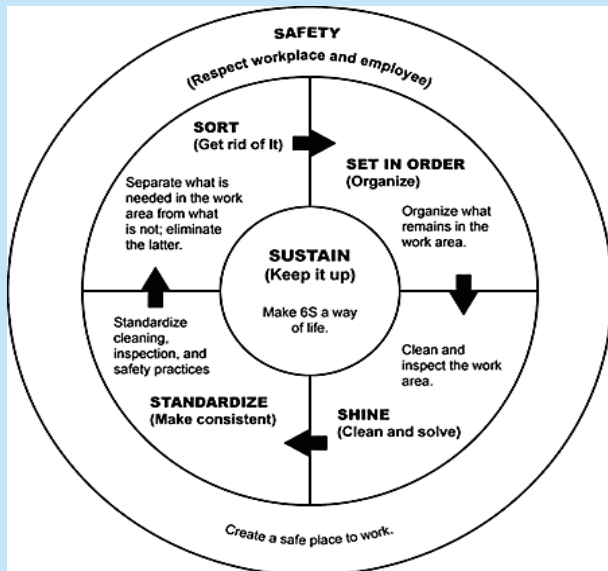 SAFETY
(Respect workplace and employee)
SORT
(Get rid of It)
Separate what is
needed in the work
area from what
is not; eliminate
the latter.
SET IN ORDER
(Organize)
Organize what
remains in the
work area.
SUSTAIN
(Keep it up)
Make 6S a way
of life.
Clean and
inspect the work
area.
SHINE
(Clean and solve)
Standardize
cleaning,
inspection, and
safety practices
STANDARDIZE
(Make consistent)
Create a safe place to work.